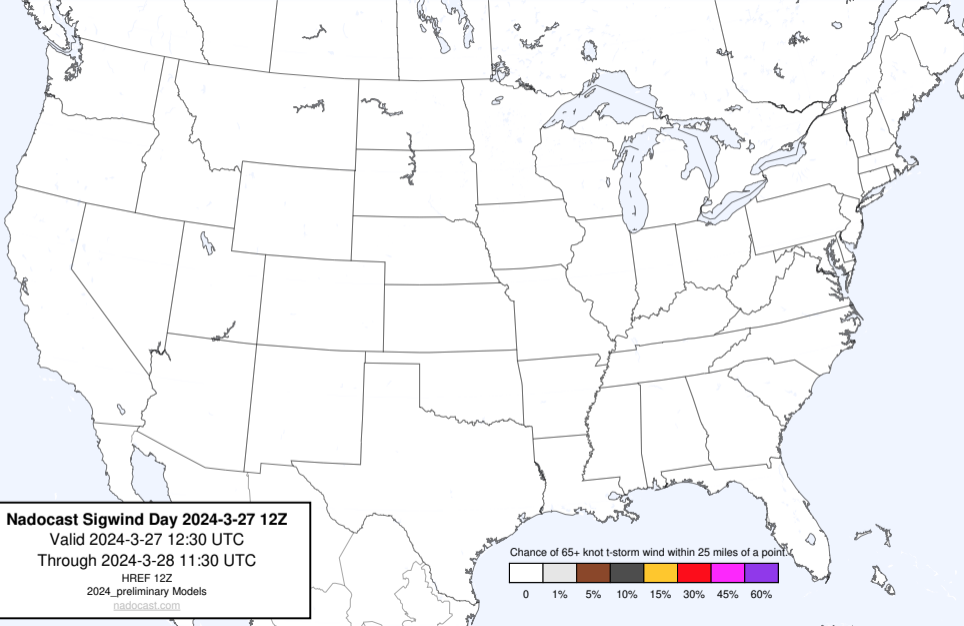 Nadocast Sigwind Day 2024-3-27 12Z
Valid 2024-3-27 12:30 UTC
Through 2024-3-28 11:30 UTC
HREF 12Z
2024_preliminary Models
nadocast.com
Chance of 65+ knot t-storm wind within 25 miles of a point.
0 1% 5% 10% 15% 30% 45% 60%